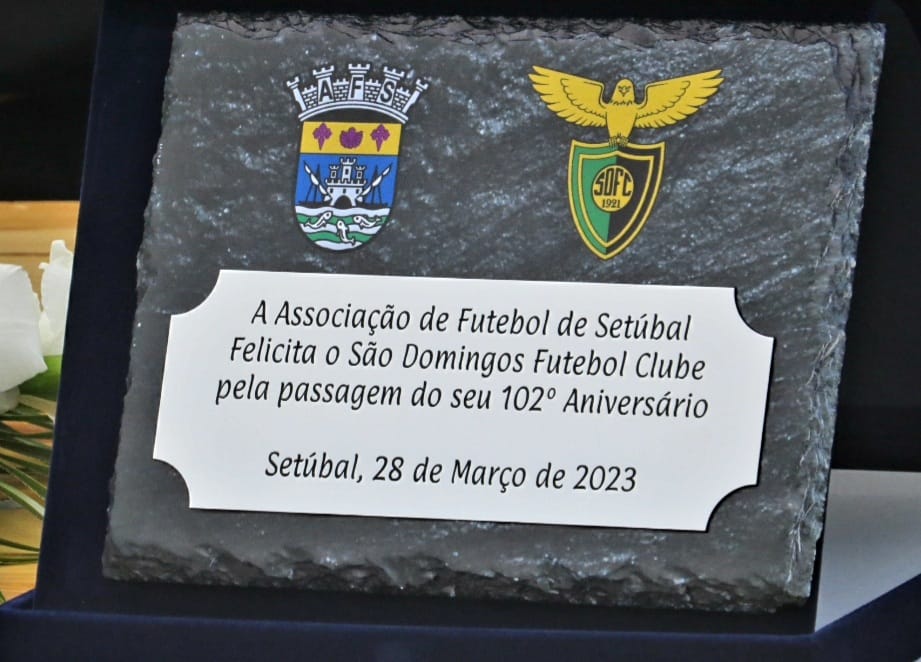 AFS
SDFC
1921
A Associação de Futebol de Setúbal
Felicita o São Domingos Futebol Clube
pela passagem do seu 102º Aniversário
Setúbal, 28 de Março de 2023